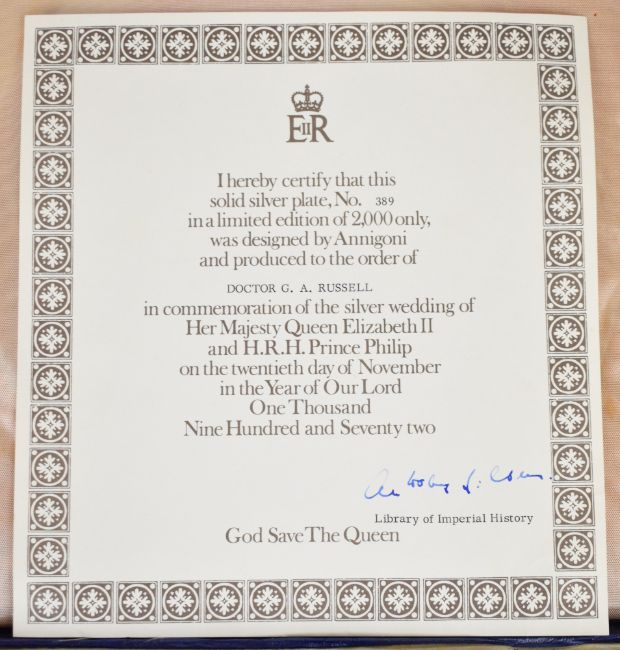 EIIR
I hereby certify that this
solid silver plate, No. 389
in a limited edition of 2,000 only,
was designed by Annigoni
and produced to the order of
DOCTOR G. A. RUSSELL
in commemoration of the silver wedding of
Her Majesty Queen Elizabeth II
and H.R.H. Prince Philip
on the twentieth day of November
in the Year of Our Lord
One Thousand
Nine Hundred and Seventy two
Library of Imperial History
God Save The Queen